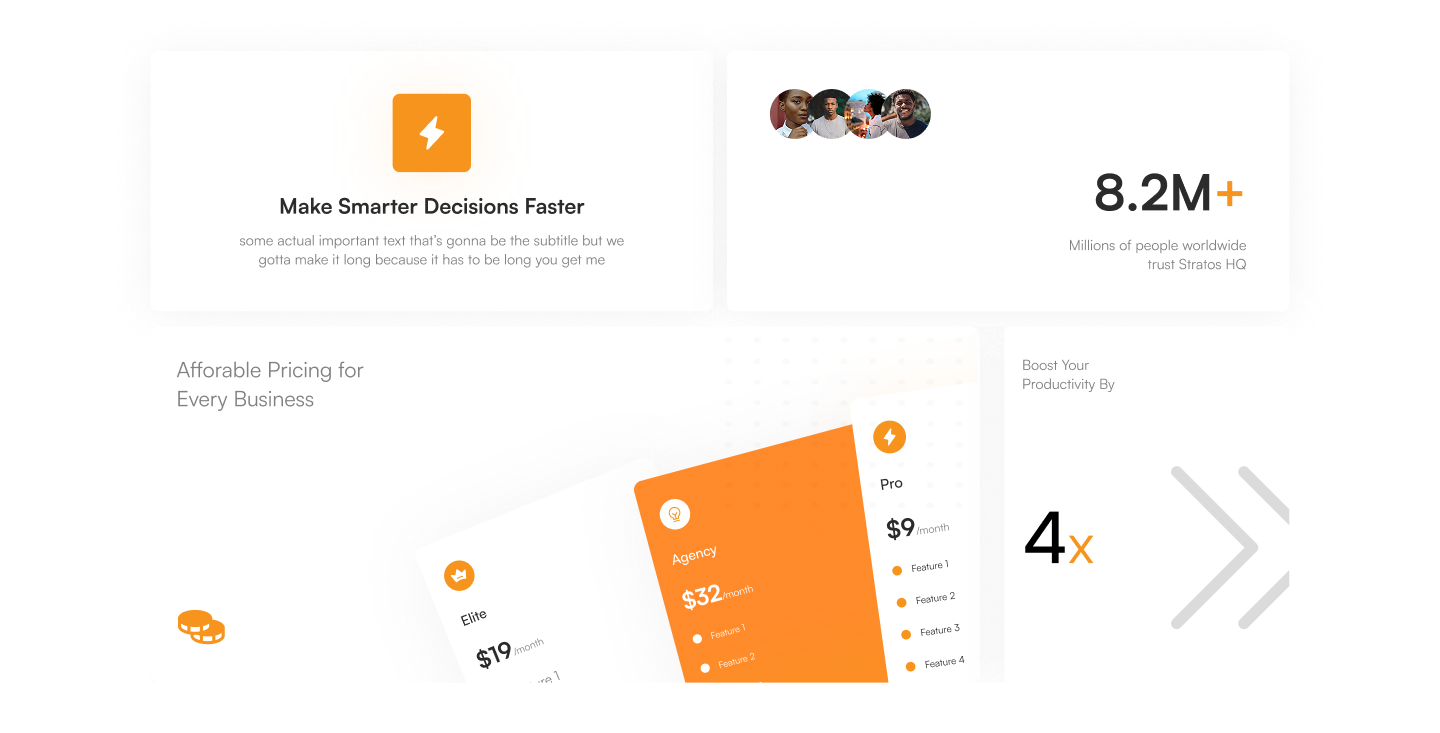 Make Smarter Decisions Faster
some actual important text that's gonna be the subtitle but we
gotta make it long because it has to be long you get me
8.2M+
Millions of people worldwide
trust Stratos HQ
Afforable Pricing for
Every Business
Elite
$19/month
Agency
$32/month
Feature 1
Feature 2
Pro
$9/month
Feature 1
Feature 2
Feature 3
Feature 4
Boost Your
Productivity By
4x